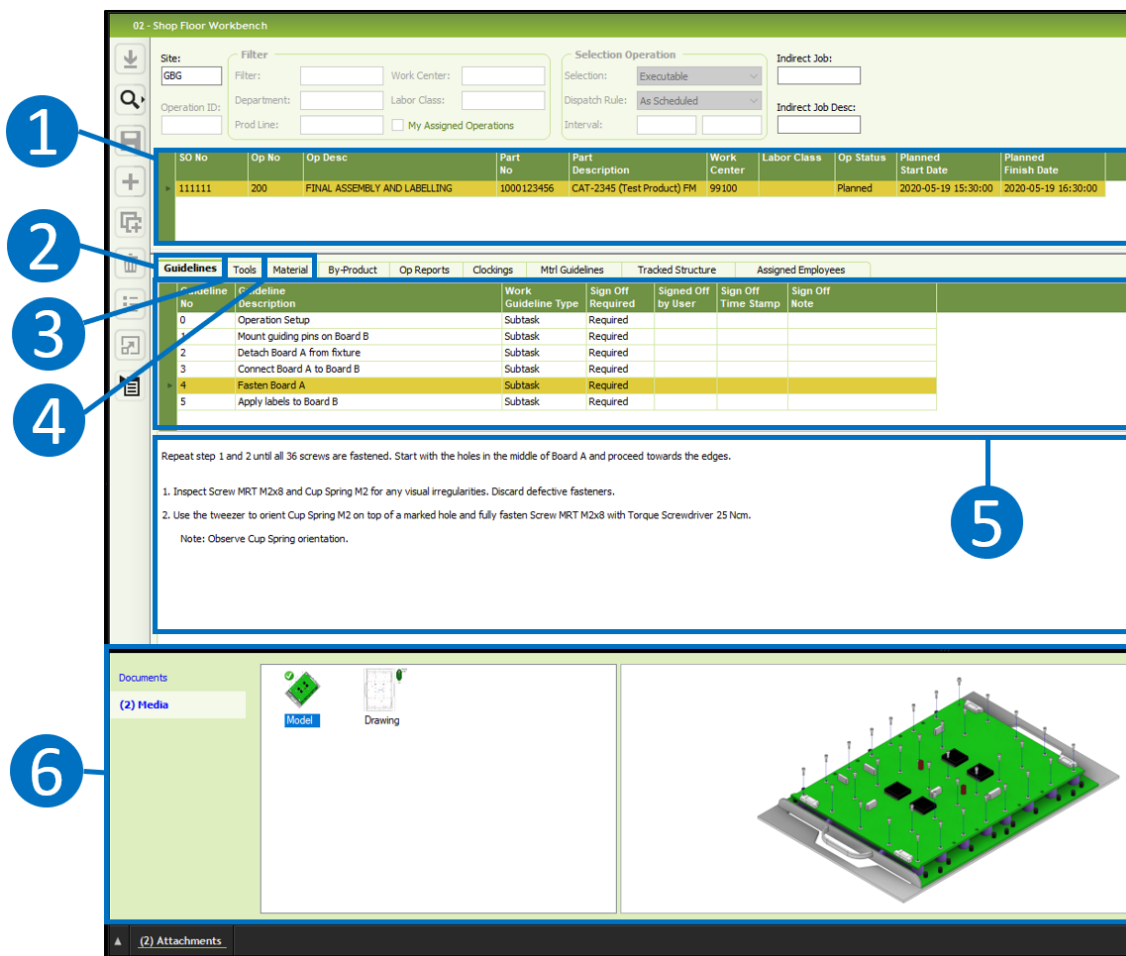 02 - Shop Floor Workbench
Site:
GBG
Operation ID:
Filter
Filter:
Work Center:
Department:
Labor Class:
Prod Line:
My Assigned Operations
Selection Operation
Selection:
Executable
Dispatch Rule:
As Scheduled
Interval:
Indirect Job:
Indirect Job Desc:
1
SO No Op No Op Desc Part No Part Description Work Center Labor Class Op Status Planned Start Date Planned Finish Date
111111 200 FINAL ASSEMBLY AND LABELLING 1000123456 CAT-2345 (Test Product) FM 99100 Planned 2020-05-19 15:30:00 2020-05-19 16:30:00
2
3
4
Guidelines Tools Material By-Product Op Reports Clockings Mtrl Guidelines Tracked Structure Assigned Employees
Guideline No Guideline Description Work Guideline Type Sign Off Required Signed Off by User Sign Off Time Stamp Sign Off Note
0 Operation Setup Subtask Required
1 Mount guiding pins on Board B Subtask Required
2 Detach Board A from fixture Subtask Required
3 Connect Board A to Board B Subtask Required
4 Fasten Board A Subtask Required
5 Apply labels to Board B Subtask Required
Repeat step 1 and 2 until all 36 screws are fastened. Start with the holes in the middle of Board A and proceed towards the edges.
1. Inspect Screw MRT M2x8 and Cup Spring M2 for any visual irregularities. Discard defective fasteners.
2. Use the tweezer to orient Cup Spring M2 on top of a marked hole and fully fasten Screw MRT M2x8 with Torque Screwdriver 25 Ncm.
Note: Observe Cup Spring orientation.
5
6
Documents
(2) Media
Model
Drawing
(2) Attachments